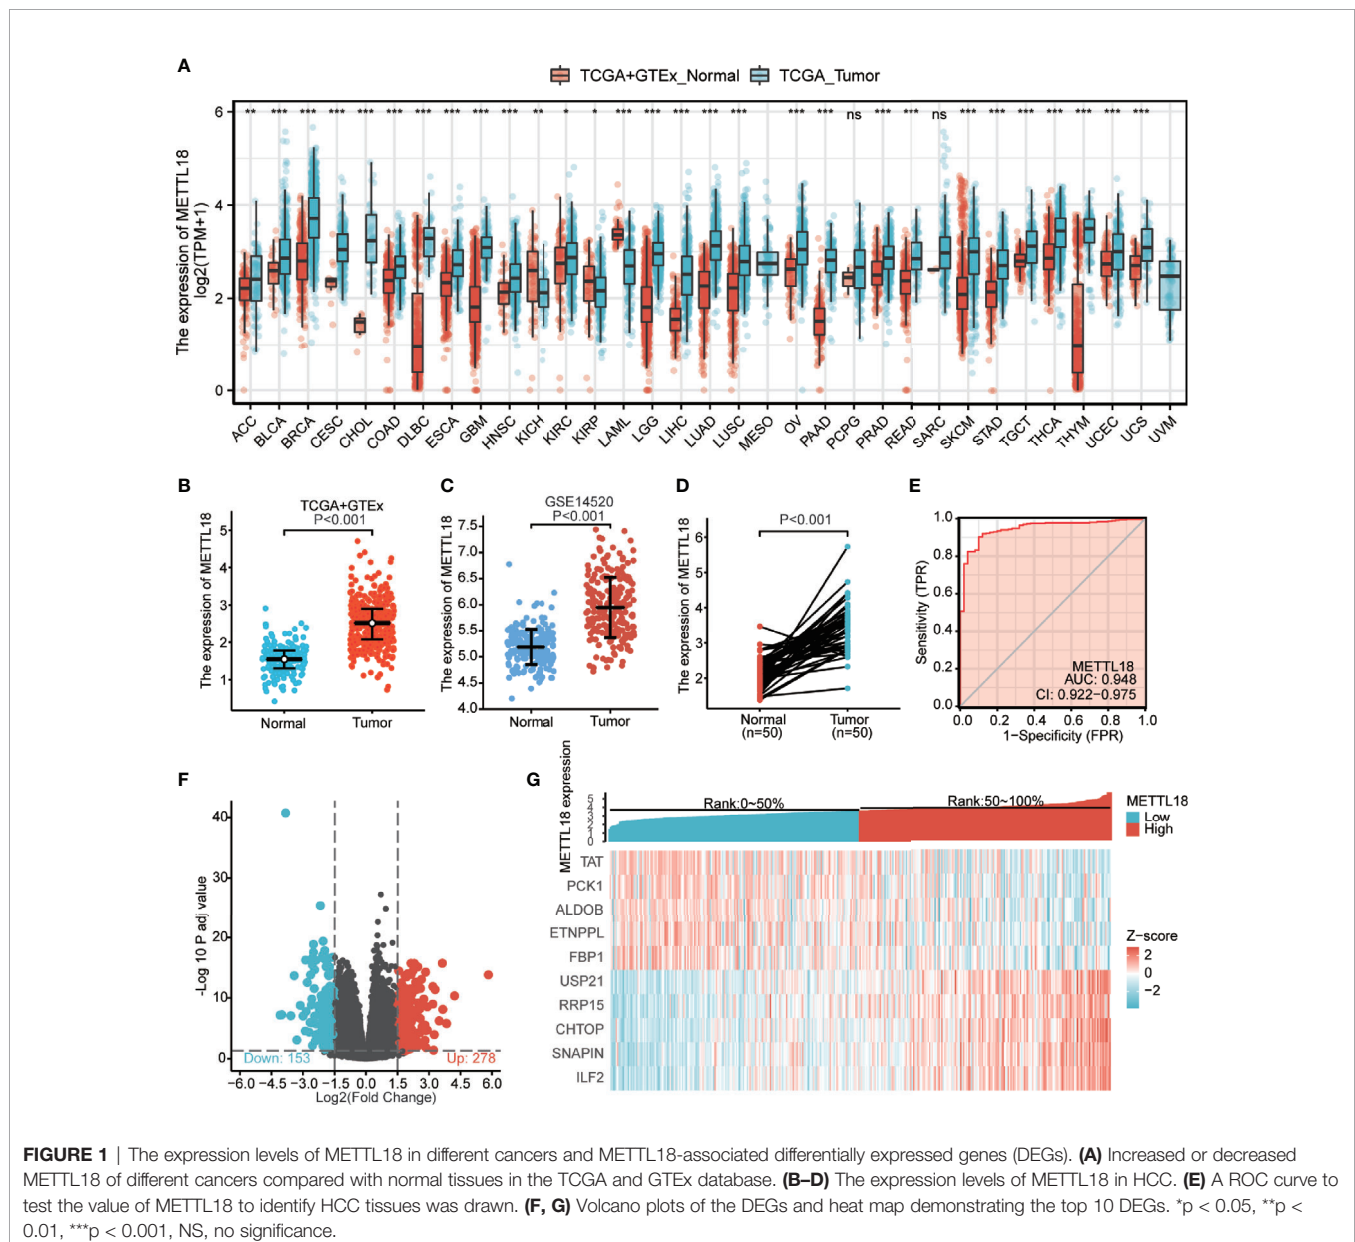 A
TCGA+GTEx_Normal TCGA_Tumor
The expression of METTL18
log2(TPM+1)
6
4
2
0
** *** *** *** *** *** *** *** *** *** ** * * *** *** *** *** *** *** *** ns *** *** ns *** *** *** *** *** *** ***
ACC BLCA BRCA CESC CHOL COAD DLBC ESCA GBM HNSC KICH KIRC KIRP LAML LGG LIHC LUAD LUSC MESO OV PAAD PCPG PRAD READ SARC SKCM STAD TGCT THCA THYM UCEC UCS UVM
B
TCGA+GTEx
P<0.001
The expression of METTL18
5
4
3
2
1
Normal Tumor
C
GSE14520
P<0.001
The expression of METTL18
7.5
7.0
6.5
6.0
5.5
5.0
4.5
4.0
Normal Tumor
D
P<0.001
The expression of METTL18
6
5
4
3
2
Normal Tumor
(n=50) (n=50)
E
Sensitivity (TPR)
1.0
0.8
0.6
0.4
0.2
0.0
METTL18
AUC: 0.948
CI: 0.922−0.975
0.0 0.2 0.4 0.6 0.8 1.0
1−Specificity (FPR)
F
-Log 10 P adj value
40
30
20
10
0
Down: 153 Up: 278
−6.0 −4.5 −3.0 −1.5 0.0 1.5 3.0 4.5 6.0
Log2(Fold Change)
G
METTL18 expression
5
4
3
2
1
0
Rank:0~50% Rank:50~100%
METTL18
Low
High
TAT
PCK1
ALDOB
ETNPPL
FBP1
USP21
RRP15
CHTOP
SNAPIN
ILF2
Z−score
2
0
−2
FIGURE 1 | The expression levels of METTL18 in different cancers and METTL18-associated differentially expressed genes (DEGs). (A) Increased or decreased
METTL18 of different cancers compared with normal tissues in the TCGA and GTEx database. (B–D) The expression levels of METTL18 in HCC. (E) A ROC curve to
test the value of METTL18 to identify HCC tissues was drawn. (F, G) Volcano plots of the DEGs and heat map demonstrating the top 10 DEGs. *p < 0.05, **p <
0.01, ***p < 0.001, NS, no significance.